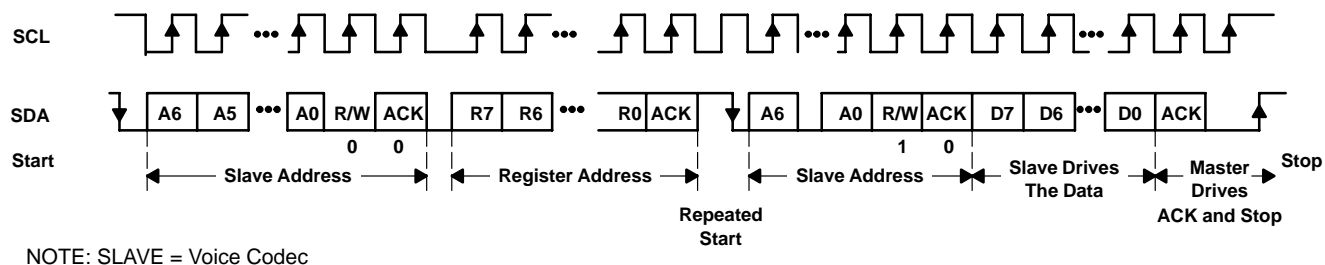 SCL
SDA
A6 A5 A0 R/W ACK R7 R6 R0 ACK A6 A0 R/W ACK D7 D6 D0 ACK
0 0 1 0
Start
Slave Address
Register Address
Repeated
Start
Slave Address
Slave Drives
The Data
Master
Drives
ACK and Stop
Stop
NOTE: SLAVE = Voice Codec